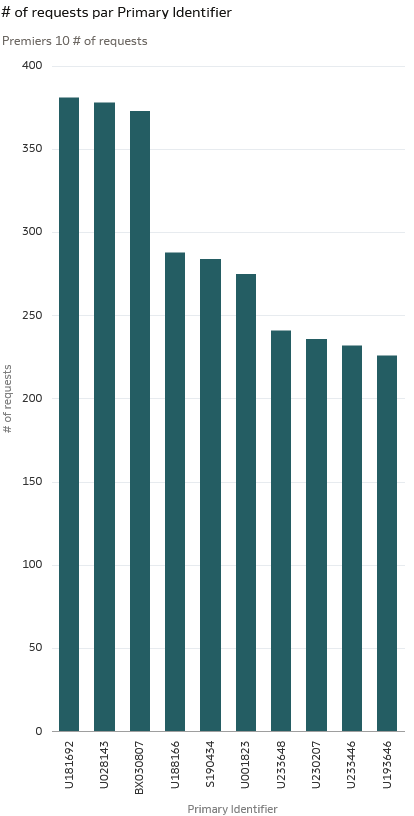 # of requests par Primary Identifier
Premiers 10 # of requests
400
350
300
250
200
150
100
50
0
# of requests
U181692
U028143
BX030807
U188166
S190434
U001823
U233648
U230207
U233446
U193646
Primary Identifier